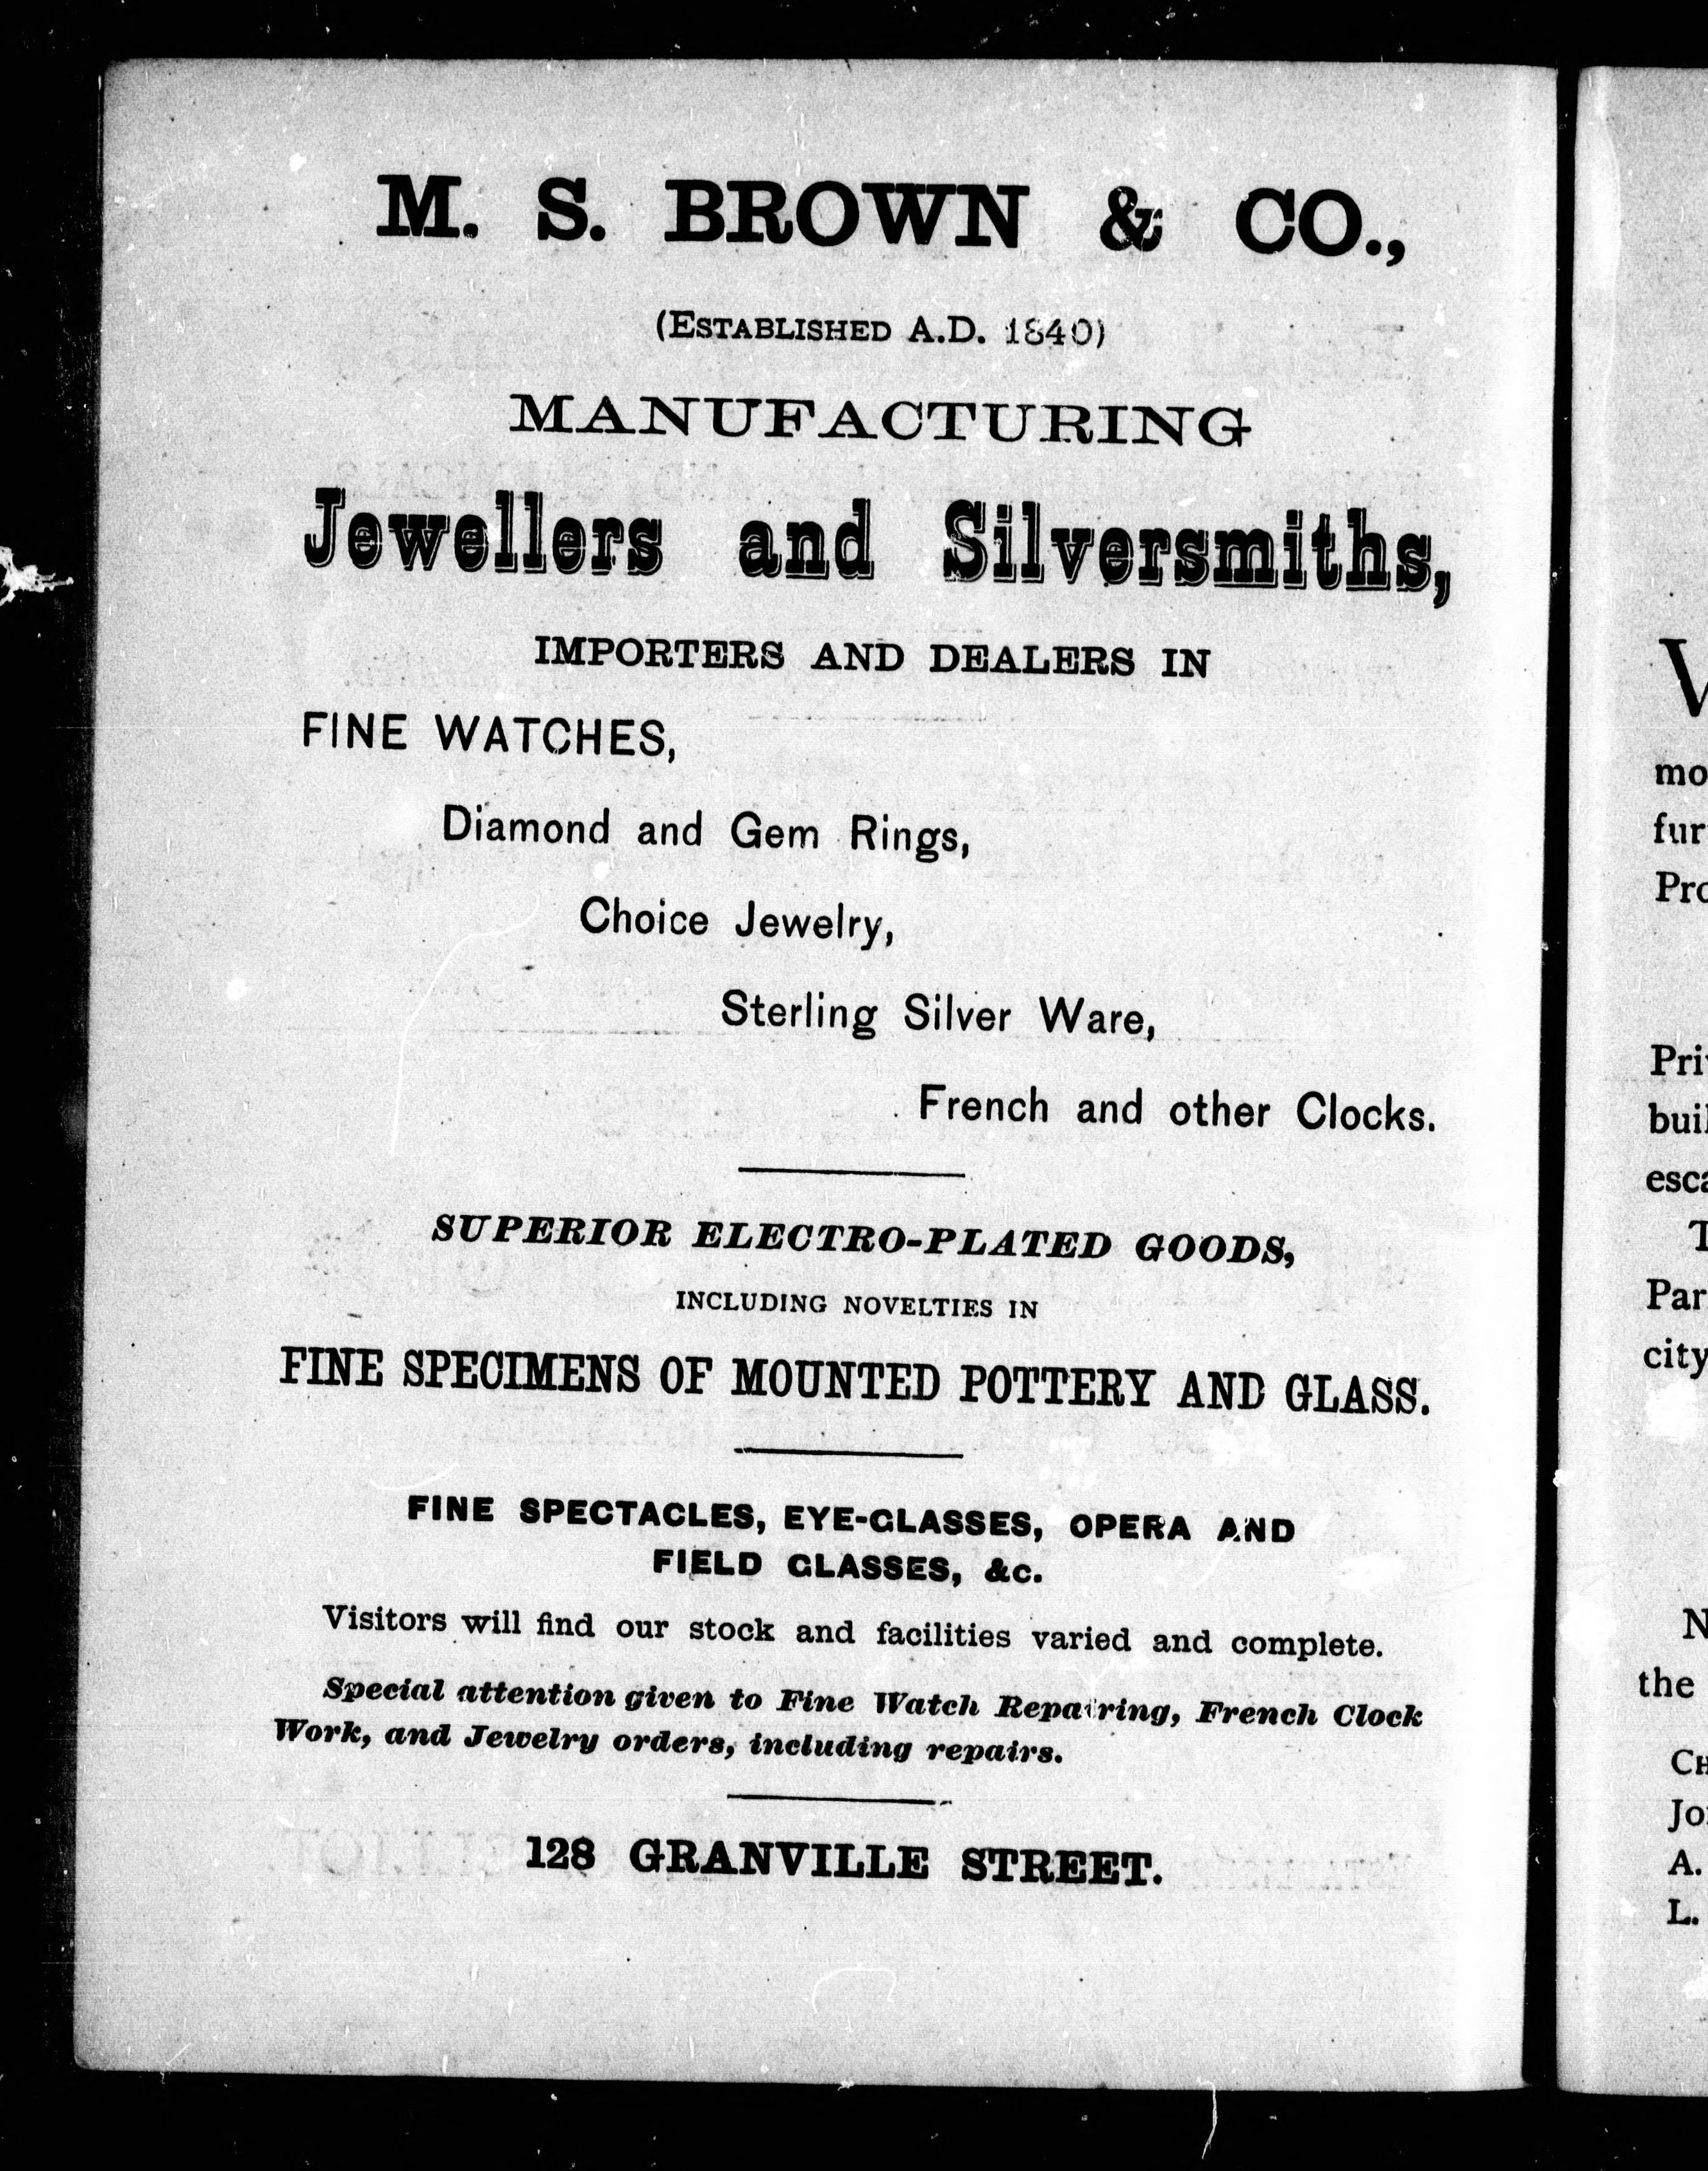 M. S. BROWN & CO.,
(ESTABLISHED A.D. 1840)
MANUFACTURING
Jewellers and Silversmiths,
IMPORTERS AND DEALERS IN
FINE WATCHES,
Diamond and Gem Rings,
Choice Jewelry,
Sterling Silver Ware,
French and other Clocks.
SUPERIOR ELECTRO-PLATED GOODS,
INCLUDING NOVELTIES IN
FINE SPECIMENS OF MOUNTED POTTERY AND GLASS.
FINE SPECTACLES, EYE-GLASSES, OPERA AND
FIELD GLASSES, &C.
Visitors will find our stock and facilities varied and complete.
Special attention given to Fine Watch Repairing, French Clock
Work, and Jewelry orders, including repairs.
128 GRANVILLE STREET.
city
the
A.
L.